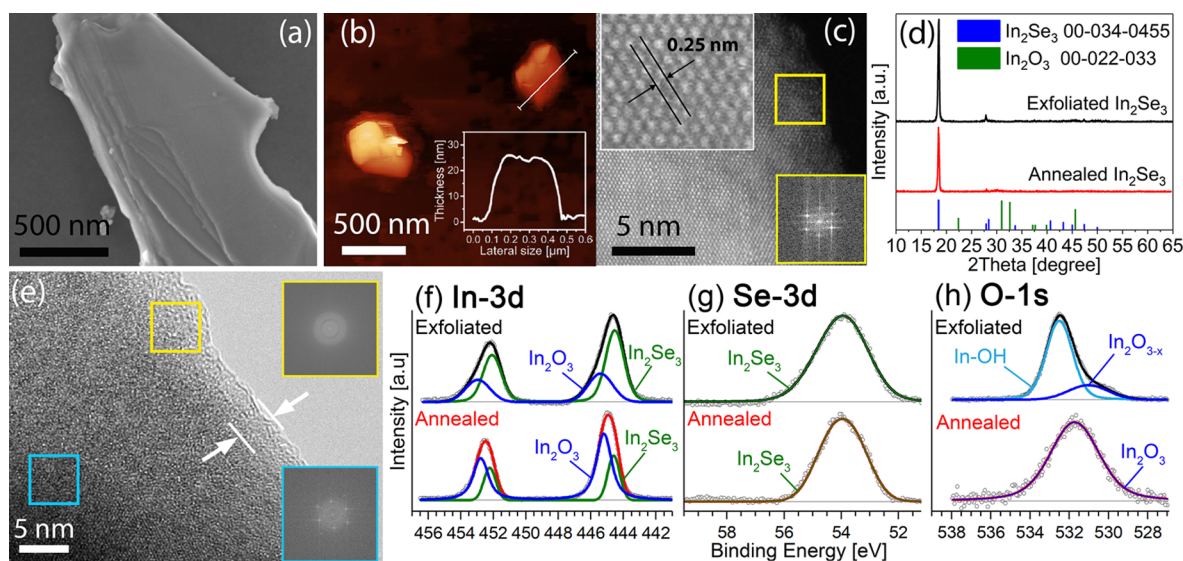 (a)
500 nm
(b)
500 nm
Thickness [nm]
30
20
10
0
0.0 0.1 0.2 0.3 0.4 0.5 0.6
Lateral size [µm]
(c)
0.25 nm
5 nm
(d)
In₂Se₃ 00-034-0455
In₂O₃ 00-022-033
Exfoliated In₂Se₃
Annealed In₂Se₃
Intensity [a.u.]
10 15 20 25 30 35 40 45 50 55 60 65
2Theta [degree]
(e)
5 nm
(f) In-3d
Exfoliated
In₂O₃
In₂Se₃
Annealed
In₂O₃
In₂Se₃
Intensity [a.u]
456 454 452 450 448 446 444 442
(g) Se-3d
Exfoliated
In₂Se₃
Annealed
In₂Se₃
56 54 52
Binding Energy [eV]
(h) O-1s
Exfoliated
In-OH
In₂O₃₋ₓ
Annealed
In₂O₃
538 536 534 532 530 528